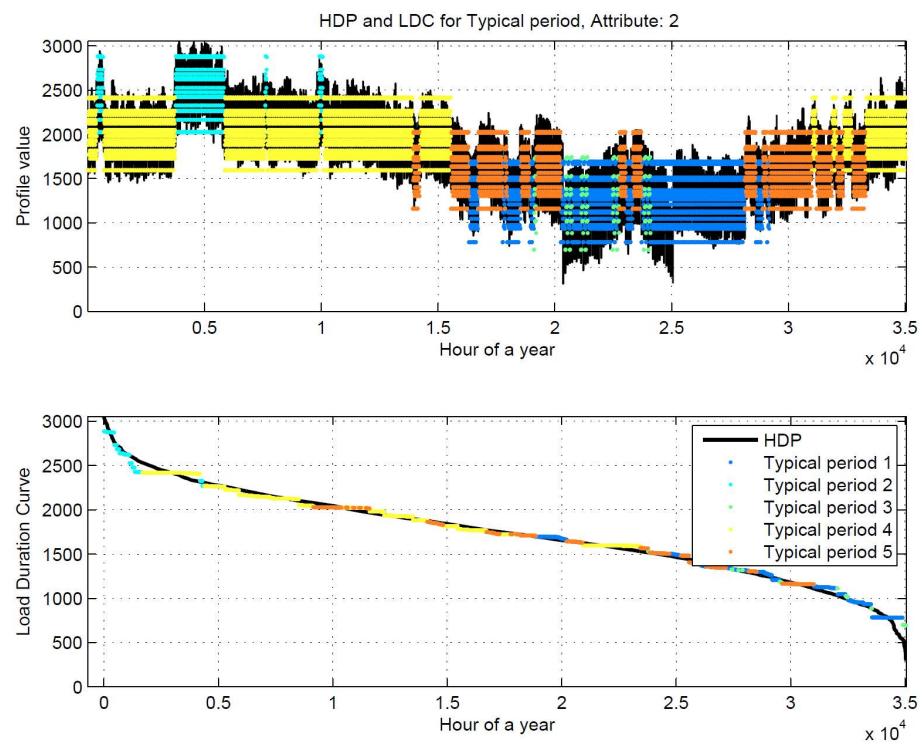 HDP and LDC for Typical period, Attribute: 2
3000
2500
2000
1500
1000
500
0
Profile value
0.5
1
1.5
2
2.5
3
3.5
Hour of a year
x 10^4
3000
2500
2000
1500
1000
500
0
Load Duration Curve
HDP
Typical period 1
Typical period 2
Typical period 3
Typical period 4
Typical period 5
0
0.5
1
1.5
2
2.5
3
3.5
Hour of a year
x 10^4